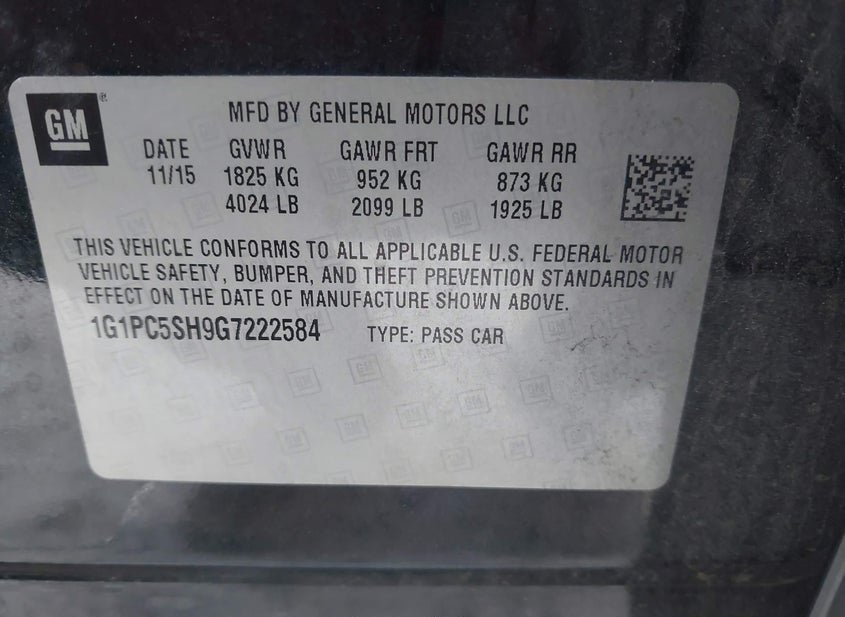 GM
MFD BY GENERAL MOTORS LLC
DATE GVWR GAWR FRT GAWR RR
11/15 1825 KG 952 KG 873 KG
4024 LB 2099 LB 1925 LB
THIS VEHICLE CONFORMS TO ALL APPLICABLE U.S. FEDERAL MOTOR
VEHICLE SAFETY, BUMPER, AND THEFT PREVENTION STANDARDS IN
EFFECT ON THE DATE OF MANUFACTURE SHOWN ABOVE.
1G1PC5SH9G7222584 TYPE: PASS CAR